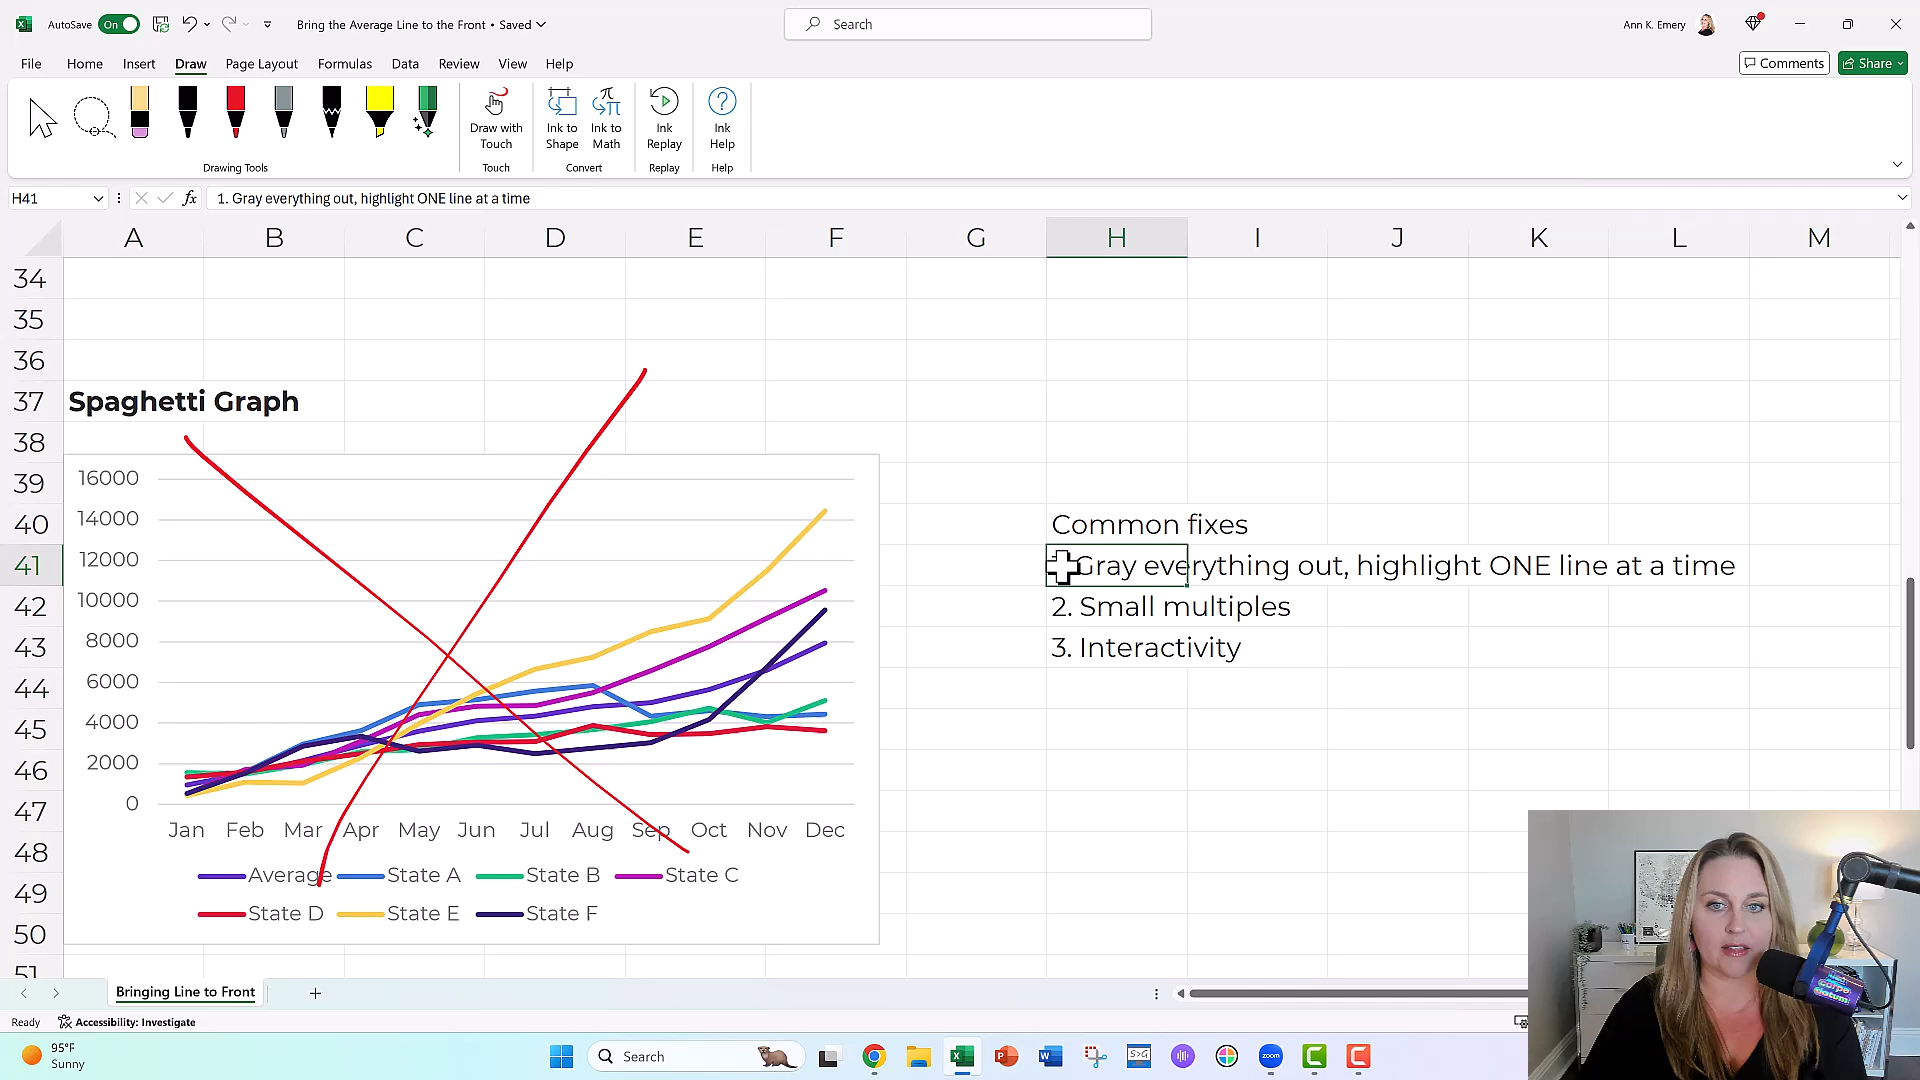 AutoSave On Bring the Average Line to the Front • Saved Search Ann K. Emery
File Home Insert Draw Page Layout Formulas Data Review View Help Comments Share
Draw with Touch
Ink to Shape
Ink to Math
Ink Replay
Ink Help
Drawing Tools Touch Convert Replay Help
H41 fx 1. Gray everything out, highlight ONE line at a time
A B C D E F G H I J K L M
34
35
36
37 Spaghetti Graph
38
39
40 Common fixes
41 Gray everything out, highlight ONE line at a time
42 2. Small multiples
43 3. Interactivity
44
45
46
47
48
49
50
51
16000
14000
12000
10000
8000
6000
4000
2000
0
Jan Feb Mar Apr May Jun Jul Aug Sep Oct Nov Dec
Average State A State B State C
State D State E State F
Bringing Line to Front
Ready Accessibility: Investigate
95°F
Sunny
Search
zoom
S>G